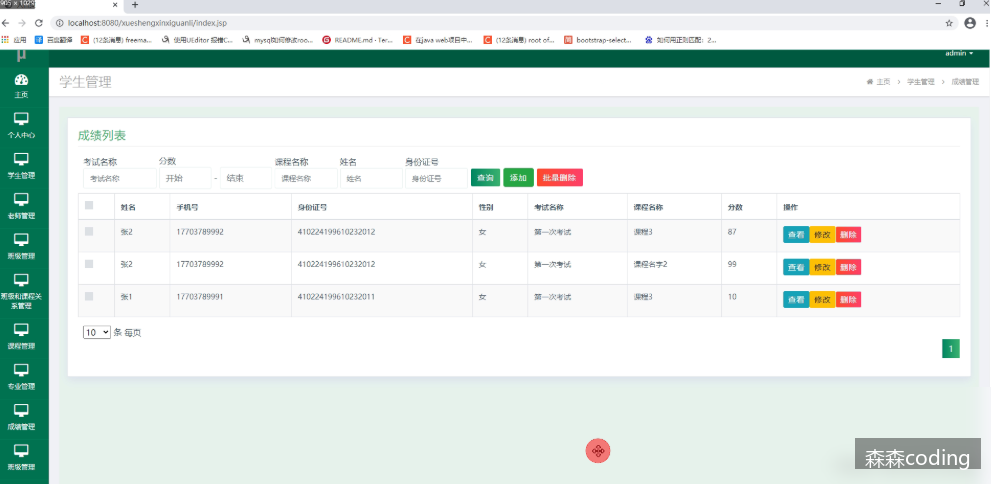 905 x 1029
localhost:8080/xueshengxinxiguanli/index.jsp
应用 百度翻译 (12条消息) freema... 使用UEditor 报错C... mysql如何修改roo... README.md · Ter... 在java web项目中... (12条消息) root of... bootstrap-select... 如何用正则匹配：2...
admin
学生管理
主页 > 学生管理 > 成绩管理
主页
个人中心
学生管理
老师管理
班级管理
班级和课程关系管理
课程管理
专业管理
成绩管理
班级管理
成绩列表
考试名称 分数 课程名称 姓名 身份证号
考试名称 开始 - 结束 课程名称 姓名 身份证号 查询 添加 批量删除
姓名 手机号 身份证号 性别 考试名称 课程名称 分数 操作
张2 17703789992 410224199610232012 女 第一次考试 课程3 87 查看 修改 删除
张2 17703789992 410224199610232012 女 第一次考试 课程名字2 99 查看 修改 删除
张1 17703789991 410224199610232011 女 第一次考试 课程3 10 查看 修改 删除
10 条 每页
1
森森coding